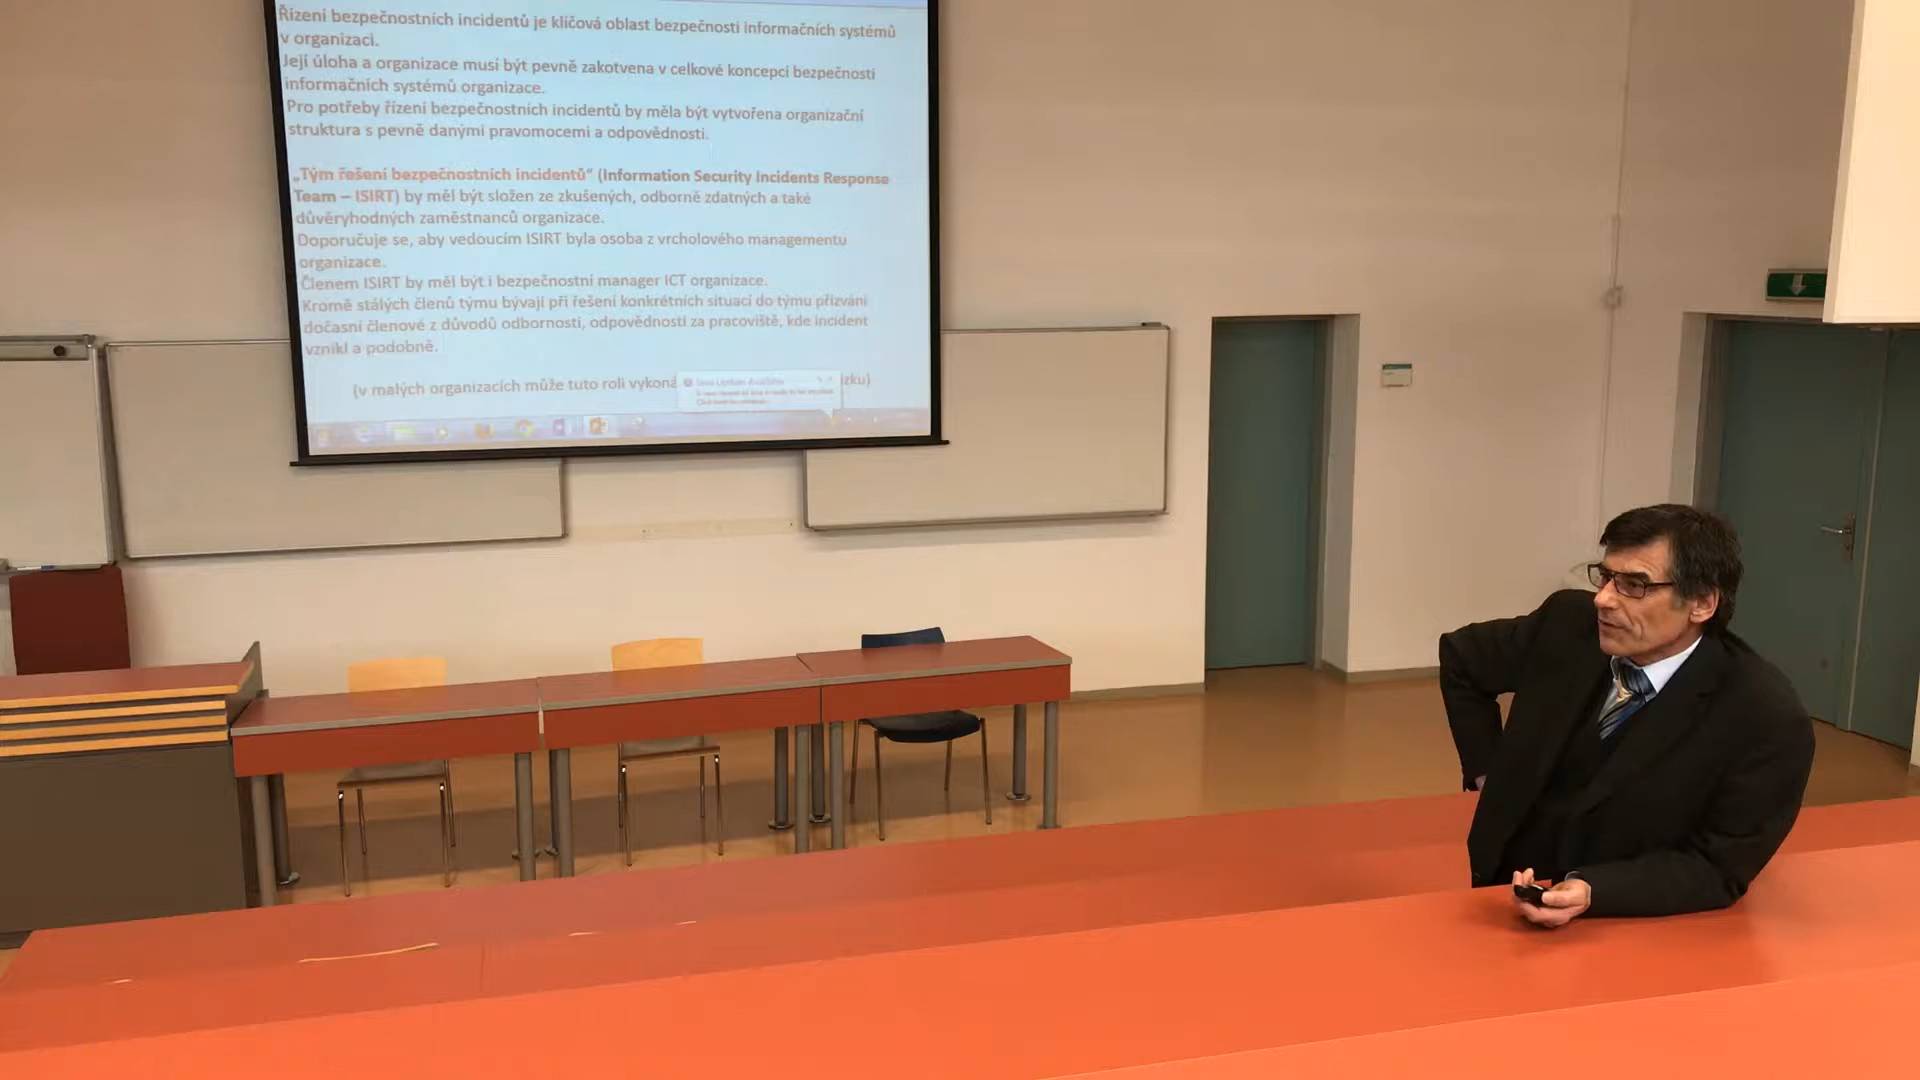 Řízení bezpečnostních incidentů je klíčová oblast bezpečnosti informačních systémů
v organizaci.
Její úloha a organizace musí být pevně zakotvena v celkové koncepci bezpečnosti
informačních systémů organizace.
Pro potřeby řízení bezpečnostních incidentů by měla být vytvořena organizační
struktura s pevně danými pravomocemi a odpovědností.
„Tým řešení bezpečnostních incidentů“ (Information Security Incidents Response
Team – ISIRT) by měl být složen ze zkušených, odborně zdatných a také
důvěryhodných zaměstnanců organizace.
Doporučuje se, aby vedoucím ISIRT byla osoba z vrcholového managementu
organizace.
Členem ISIRT by měl být i bezpečnostní manager ICT organizace.
Kromě stálých členů týmu bývají při řešení konkrétních situací do týmu přizváni
dočasní členové z důvodů odbornosti, odpovědnosti za pracoviště, kde incident
vznikl a podobně.
(v malých organizacích může tuto roli vykoná
Java Update Available